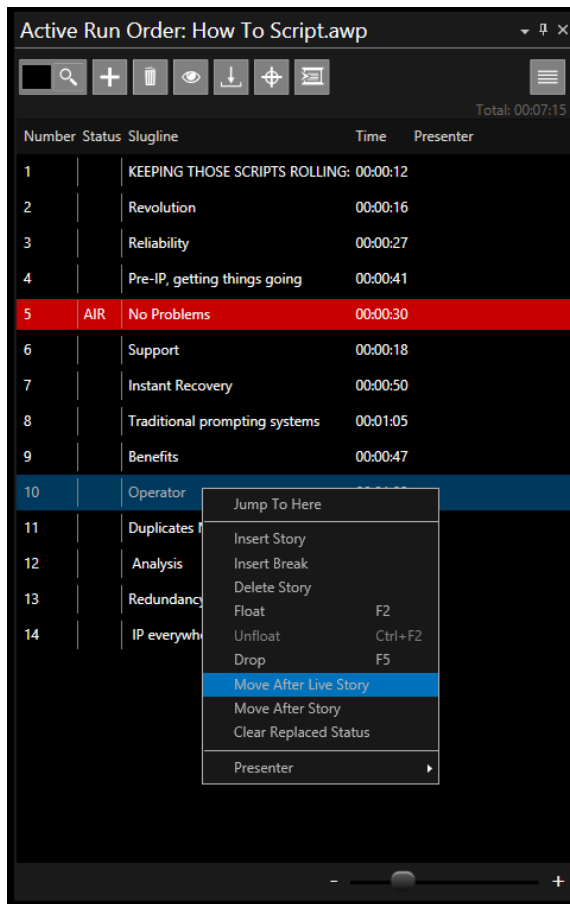 Active Run Order: How To Script.awp
Total: 00:07:15
Number Status Slugline Time Presenter
1 KEEPING THOSE SCRIPTS ROLLING: 00:00:12
2 Revolution 00:00:16
3 Reliability 00:00:27
4 Pre-IP, getting things going 00:00:41
5 AIR No Problems 00:00:30
6 Support 00:00:18
7 Instant Recovery 00:00:50
8 Traditional prompting systems 00:01:05
9 Benefits 00:00:47
10 Operator
11 Duplicates
12 Analysis
13 Redundancy
14 IP everywhe
Jump To Here
Insert Story
Insert Break
Delete Story
Float F2
Unfloat Ctrl+F2
Drop F5
Move After Live Story
Move After Story
Clear Replaced Status
Presenter
- +